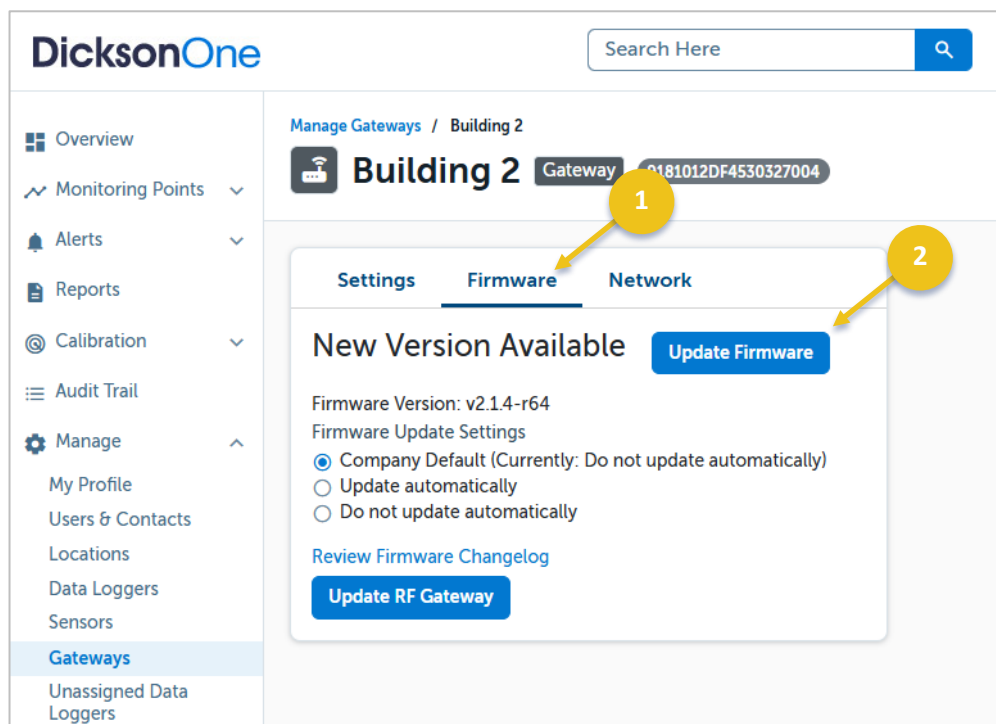 DicksonOne
Search Here
Overview
Monitoring Points
Alerts
Reports
Calibration
Audit Trail
Manage
My Profile
Users & Contacts
Locations
Data Loggers
Sensors
Gateways
Unassigned Data
Loggers
Manage Gateways / Building 2
Building 2 Gateway 9181012DF4530327004
1
2
Settings Firmware Network
New Version Available Update Firmware
Firmware Version: v2.1.4-r64
Firmware Update Settings
Company Default (Currently: Do not update automatically)
Update automatically
Do not update automatically
Review Firmware Changelog
Update RF Gateway